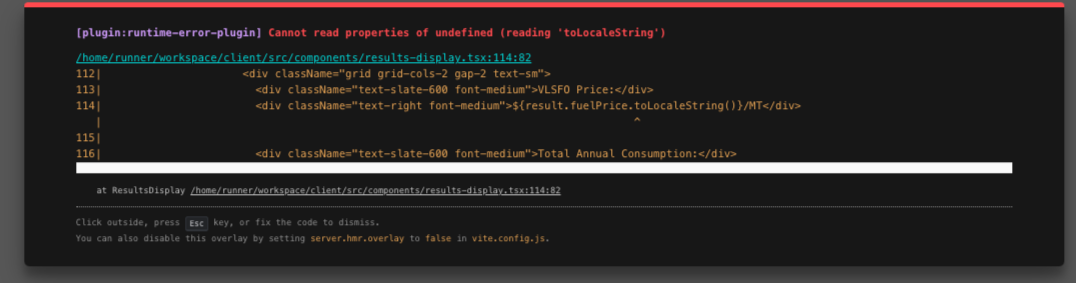 [plugin:runtime-error-plugin] Cannot read properties of undefined (reading 'toLocaleString')
/home/runner/workspace/client/src/components/results-display.tsx:114:82
112|                      <div className="grid grid-cols-2 gap-2 text-sm">
113|                        <div className="text-slate-600 font-medium">VLSFO Price:</div>
114|                        <div className="text-right font-medium">${result.fuelPrice.toLocaleString()}/MT</div>
   |                                                                                  ^
115|
116|                        <div className="text-slate-600 font-medium">Total Annual Consumption:</div>
at ResultsDisplay /home/runner/workspace/client/src/components/results-display.tsx:114:82
Click outside, press Esc key, or fix the code to dismiss.
You can also disable this overlay by setting server.hmr.overlay to false in vite.config.js.